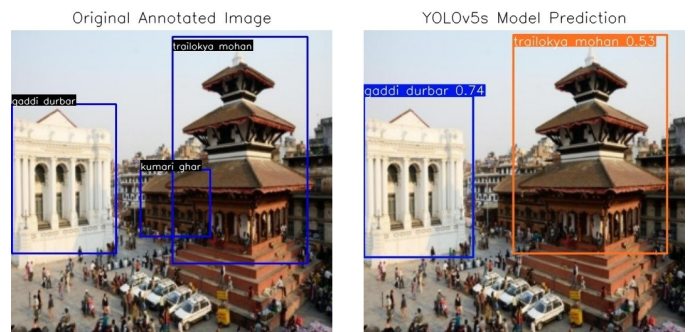 Original Annotated Image
trailokya mohan
gaddi durbar
kumari ghar
YOLOv5s Model Prediction
trailokya mohan 0.53
gaddi durbar 0.74